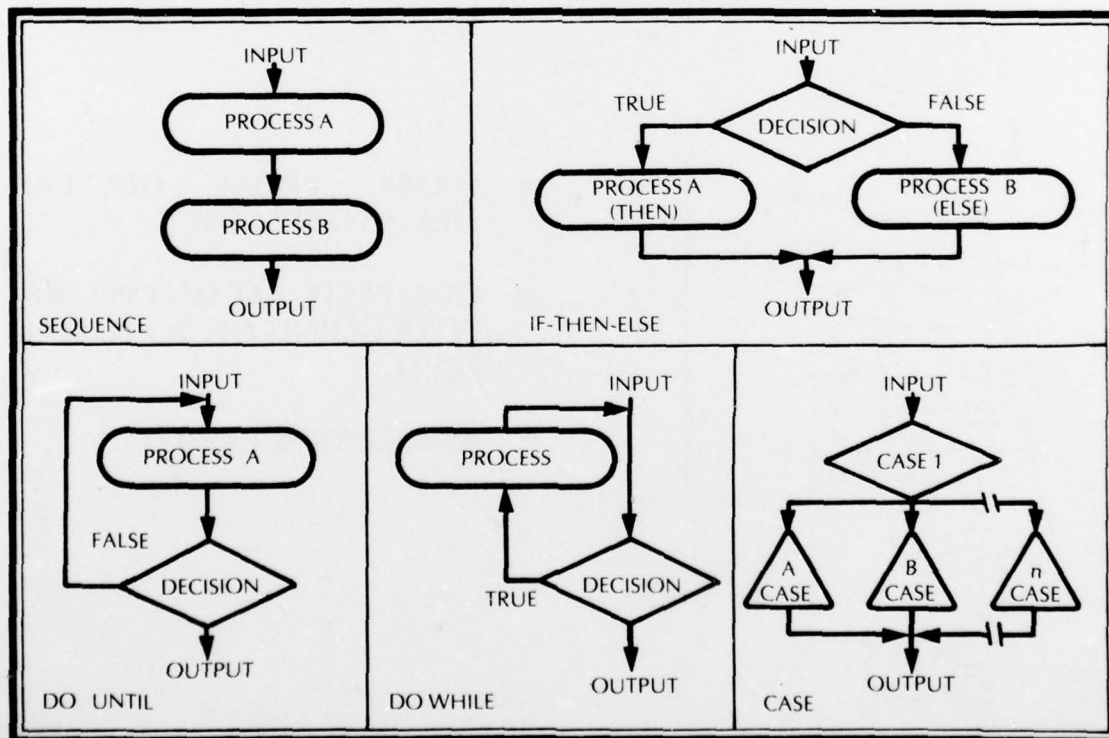 INPUT
PROCESS A
PROCESS B
OUTPUT
SEQUENCE
INPUT
TRUE
FALSE
DECISION
PROCESS A
(THEN)
PROCESS B
(ELSE)
OUTPUT
IF-THEN-ELSE
INPUT
PROCESS A
FALSE
DECISION
OUTPUT
DO UNTIL
INPUT
PROCESS
DECISION
TRUE
OUTPUT
DO WHILE
INPUT
CASE 1
A
CASE
B
CASE
n
CASE
OUTPUT
CASE